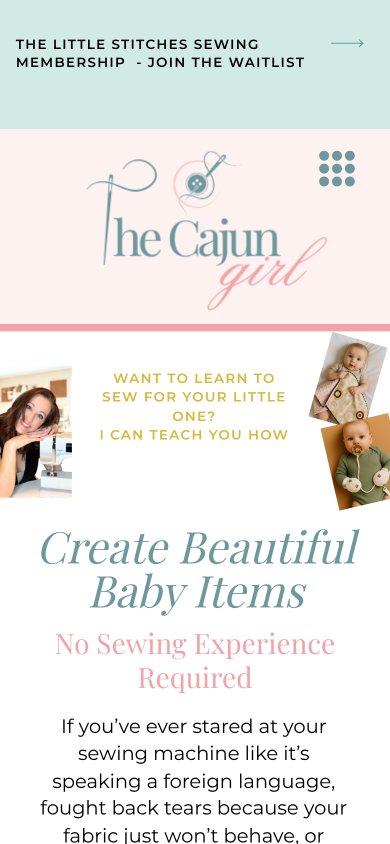 THE LITTLE STITCHES SEWING
MEMBERSHIP - JOIN THE WAITLIST
The Cajun
girl
WANT TO LEARN TO
SEW FOR YOUR LITTLE
ONE?
I CAN TEACH YOU HOW
Create Beautiful
Baby Items
No Sewing Experience
Required
If you’ve ever stared at your
sewing machine like it’s
speaking a foreign language,
fought back tears because your
fabric just won’t behave, or